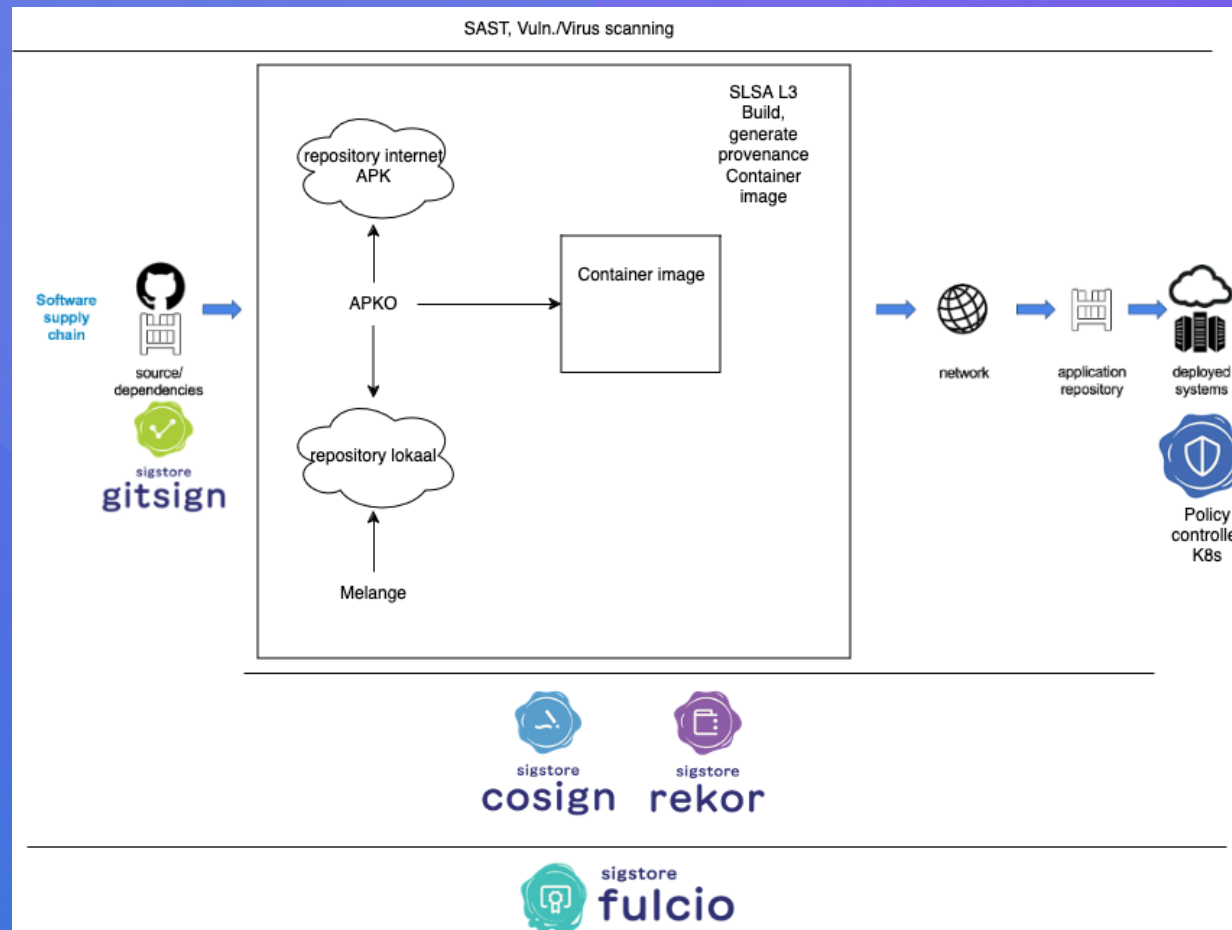 SAST, Vuln./Virus scanning
SLSA L3
Build,
generate
provenance
Container
image
repository internet
APK
Container image
APKO
Software
supply
chain
source/
dependencies
network
application
repository
deployed
systems
repository lokaal
sigstore
gitsign
Policy
controlle
K8s
Melange
sigstore
cosign
sigstore
rekor
sigstore
fulcio